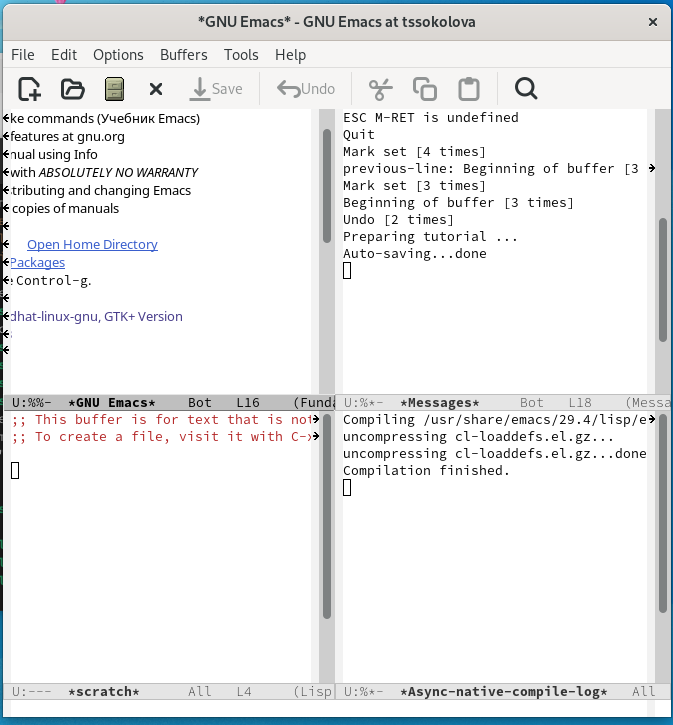 *GNU Emacs* - GNU Emacs at tssokolova
File Edit Options Buffers Tools Help
Save Undo
ke commands (Учебник Emacs)
features at gnu.org
nual using Info
with ABSOLUTELY NO WARRANTY
tributing and changing Emacs
copies of manuals
Open Home Directory
Packages
Control-g.
dhat-linux-gnu, GTK+ Version
U:%%- *GNU Emacs* Bot L16 (Funda
ESC M-RET is undefined
Quit
Mark set [4 times]
previous-line: Beginning of buffer [3
Mark set [3 times]
Beginning of buffer [3 times]
Undo [2 times]
Preparing tutorial ...
Auto-saving...done
U:%*- *Messages* Bot L18 (Messa
;; This buffer is for text that is not
;; To create a file, visit it with C-x
U:--- *scratch* All L4 (Lisp
Compiling /usr/share/emacs/29.4/lisp/e
uncompressing cl-loaddefs.el.gz...
uncompressing cl-loaddefs.el.gz...done
Compilation finished.
U:%*- *Async-native-compile-log* All